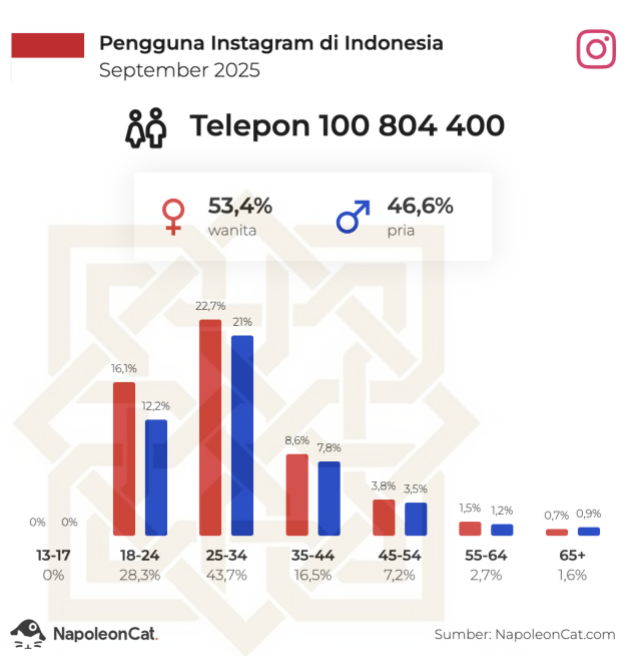 Pengguna Instagram di Indonesia
September 2025
Telepon 100 804 400
53,4%
wanita
46,6%
pria
0% 0%
16,1% 12,2%
22,7% 21%
8,6% 7,8%
3,8% 3,5%
1,5% 1,2%
0,7% 0,9%
13-17 18-24 25-34 35-44 45-54 55-64 65+
0% 28,3% 43,7% 16,5% 7,2% 2,7% 1,6%
NapoleonCat.
Sumber: NapoleonCat.com